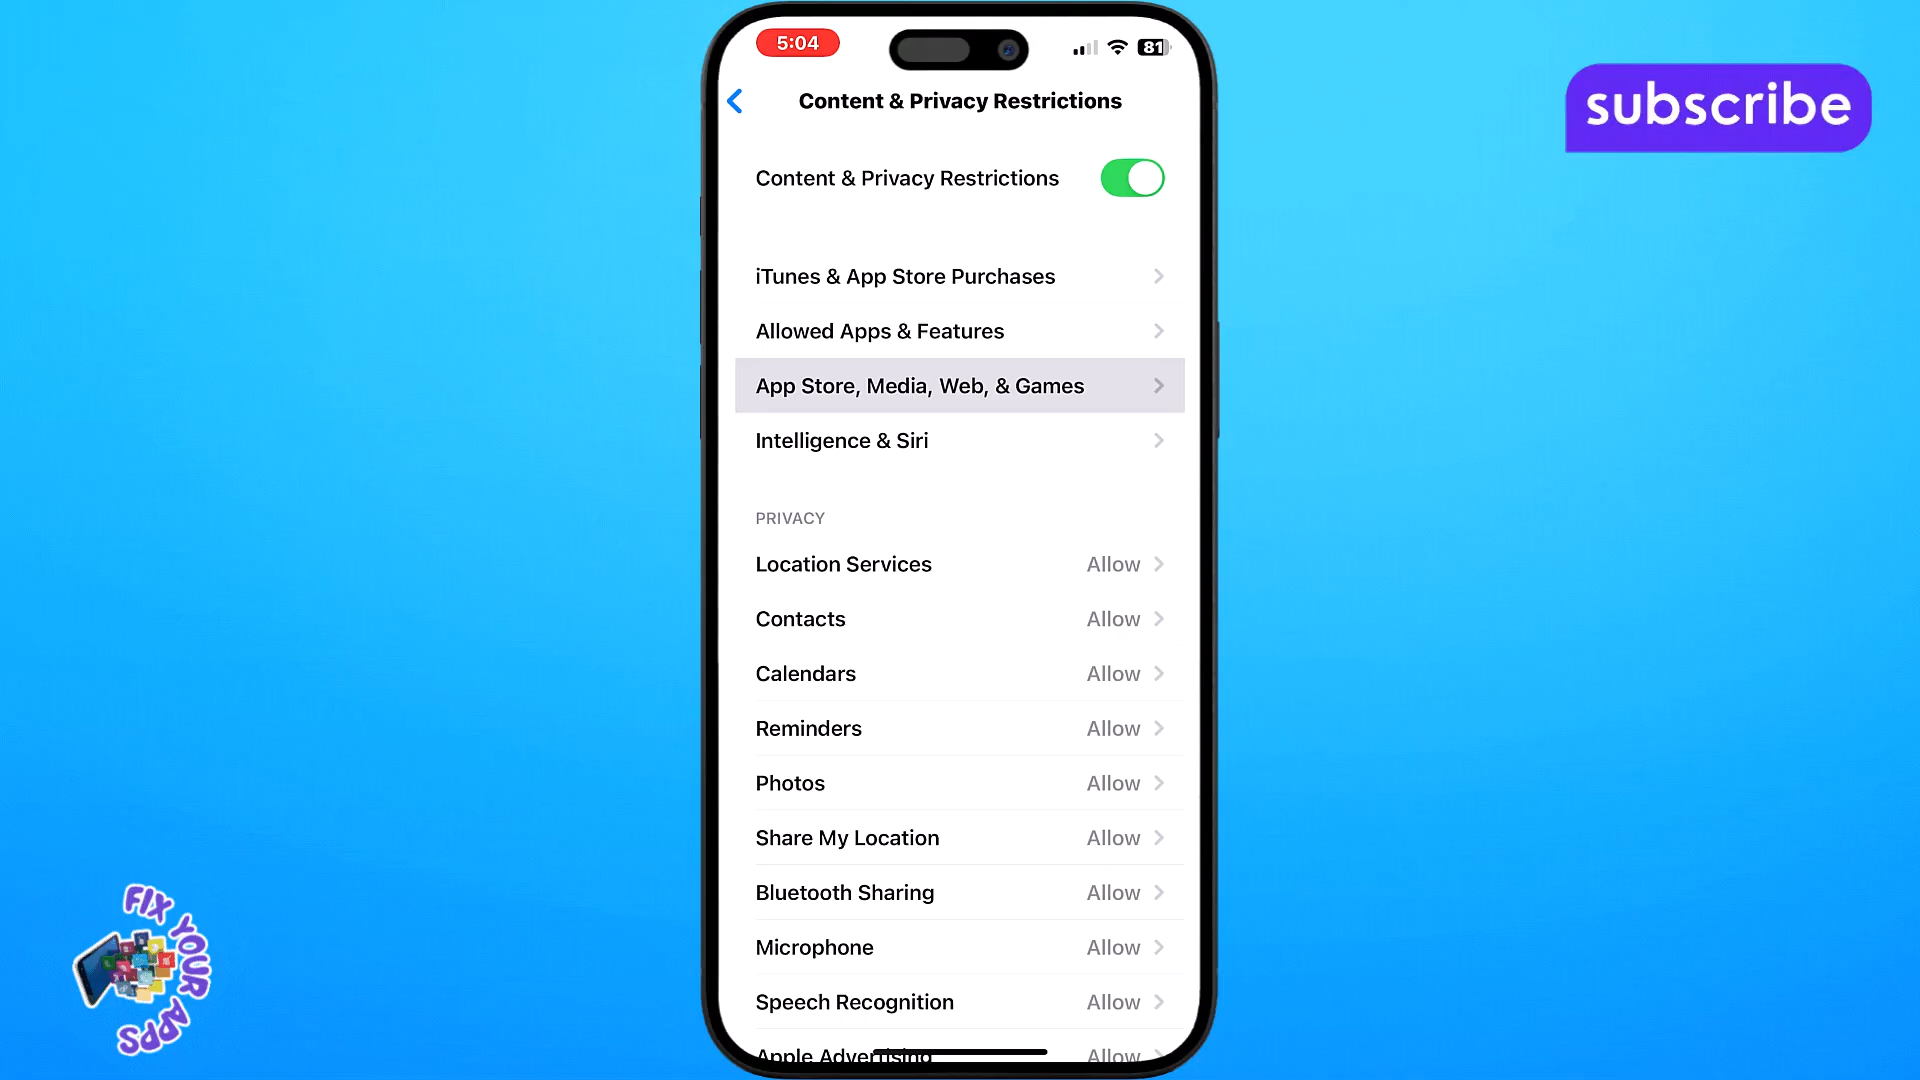 5:04
81
Content & Privacy Restrictions
subscribe
Content & Privacy Restrictions
iTunes & App Store Purchases
Allowed Apps & Features
App Store, Media, Web, & Games
Intelligence & Siri
PRIVACY
Location Services Allow
Contacts Allow
Calendars Allow
Reminders Allow
Photos Allow
Share My Location Allow
Bluetooth Sharing Allow
Microphone Allow
Speech Recognition Allow
Apple Advertising Allow
FIX YOUR APPS